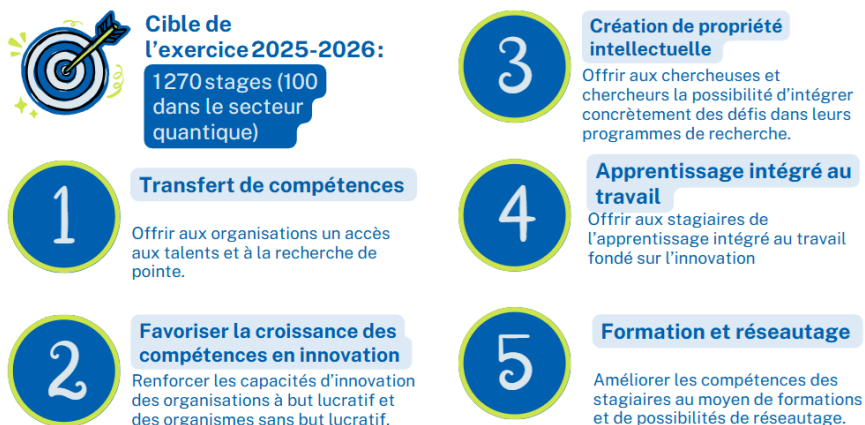 Cible de
l’exercice 2025-2026 :
1 270 stages (100
dans le secteur
quantique)
1
Transfert de compétences
Offrir aux organisations un accès
aux talents et à la recherche de
pointe.
2
Favoriser la croissance des
compétences en innovation
Renforcer les capacités d’innovation
des organisations à but lucratif et
des organismes sans but lucratif.
3
Création de propriété
intellectuelle
Offrir aux chercheuses et
chercheurs la possibilité d’intégrer
concrètement des défis dans leurs
programmes de recherche.
4
Apprentissage intégré au
travail
Offrir aux stagiaires de
l’apprentissage intégré au travail
fondé sur l’innovation
5
Formation et réseautage
Améliorer les compétences des
stagiaires au moyen de formations
et de possibilités de réseautage.